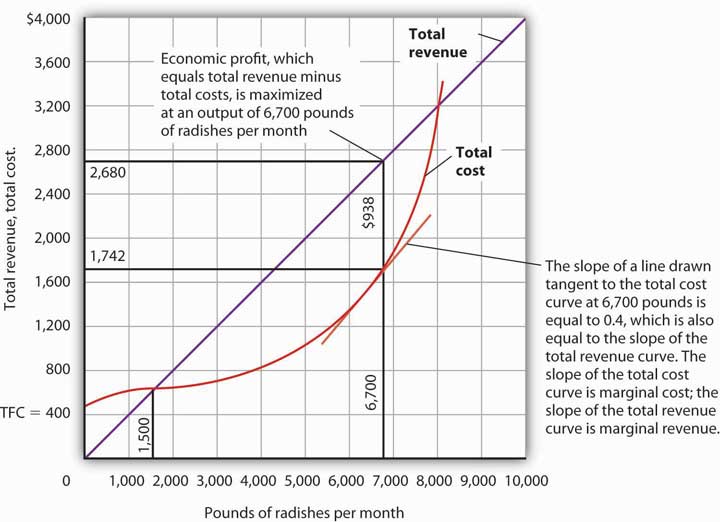 $4,000
3,600
3,200
2,800
2,400
2,000
1,600
1,200
800
TFC = 400
Total revenue, total cost.
Economic profit, which
equals total revenue minus
total costs, is maximized
at an output of 6,700 pounds
of radishes per month
Total
revenue
Total
cost
2,680
1,742
$938
6,700
1,500
The slope of a line drawn
tangent to the total cost
curve at 6,700 pounds is
equal to 0.4, which is also
equal to the slope of the
total revenue curve. The
slope of the total cost
curve is marginal cost; the
slope of the total revenue
curve is marginal revenue.
0 1,000 2,000 3,000 4,000 5,000 6,000 7,000 8,000 9,000 10,000
Pounds of radishes per month